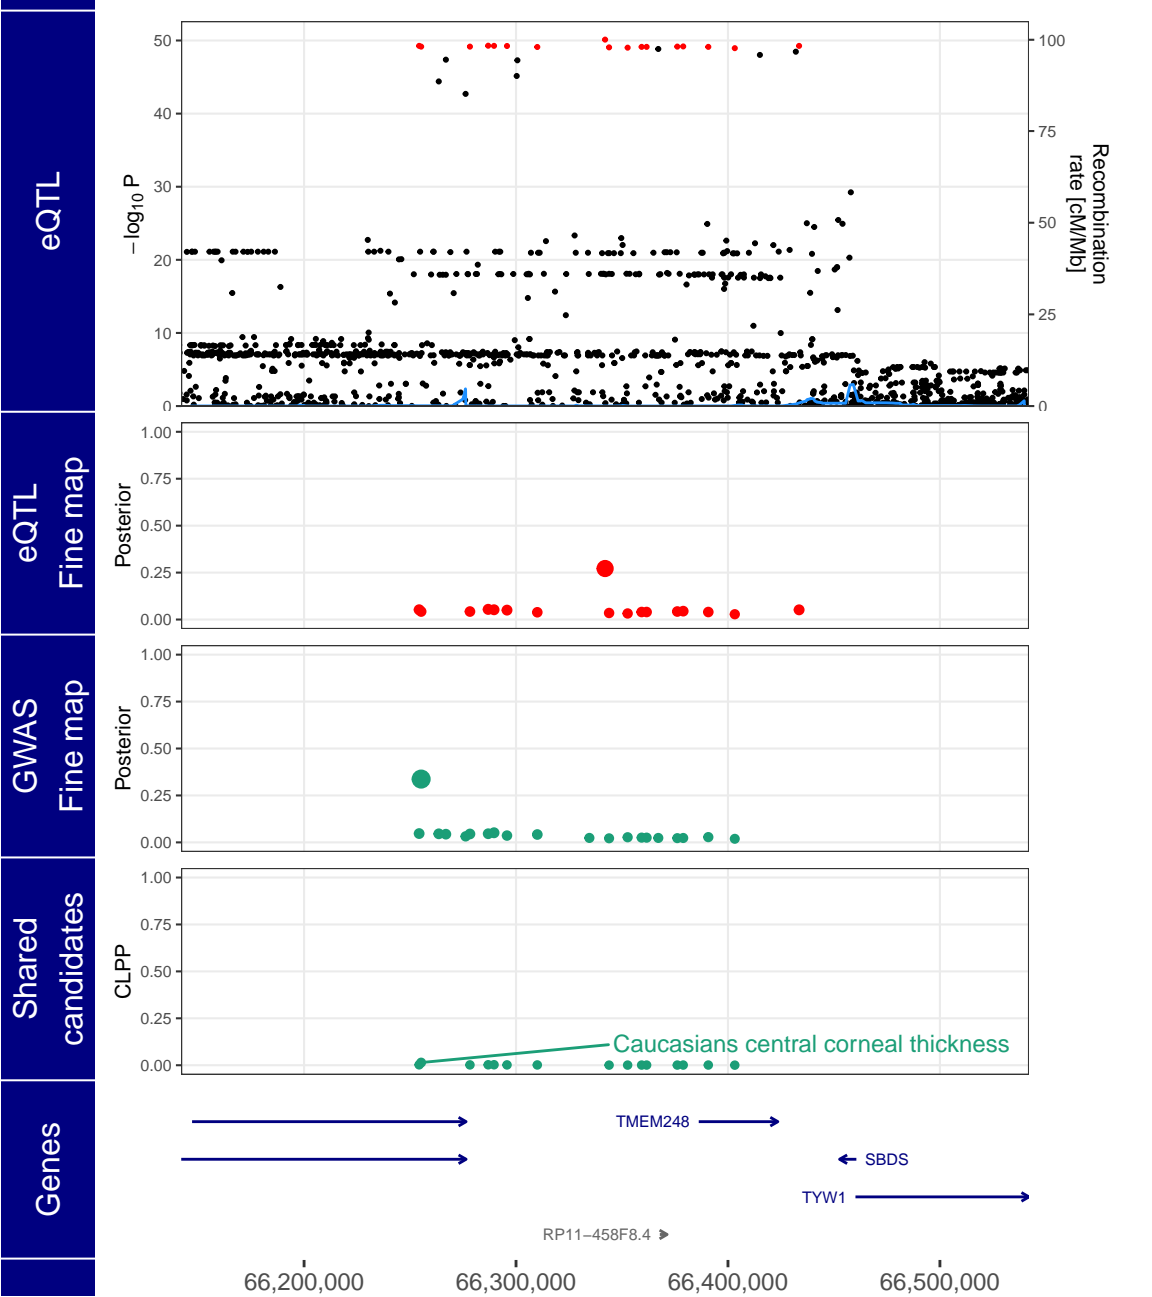 eQTL
−log10 P
50
40
30
20
10
0
100
75
50
25
0
Recombination
rate [cM/Mb]
eQTL
Fine map
Posterior
1.00
0.75
0.50
0.25
0.00
GWAS
Fine map
Posterior
1.00
0.75
0.50
0.25
0.00
Shared
candidates
CLPP
1.00
0.75
0.50
0.25
0.00
Caucasians central corneal thickness
Genes
TMEM248
SBDS
TYW1
RP11−458F8.4
66,200,000
66,300,000
66,400,000
66,500,000